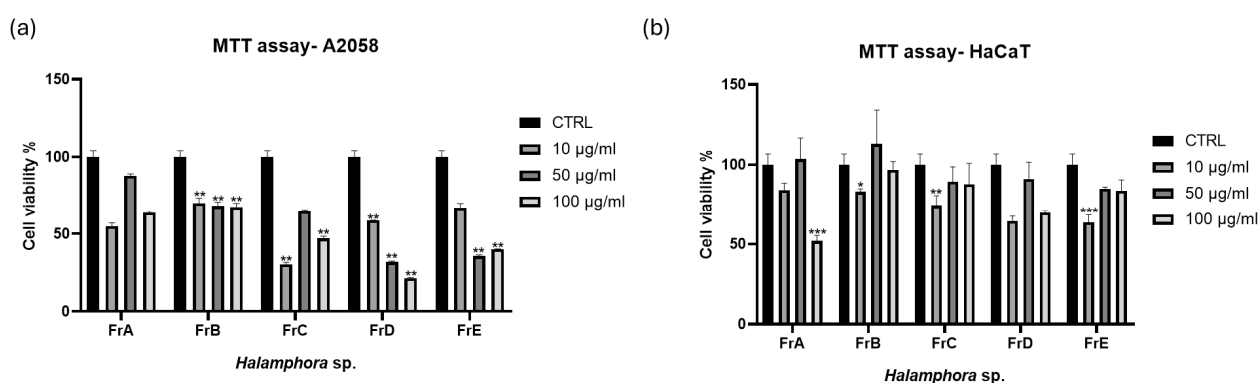 (a)
MTT assay- A2058
Cell viability %
150
100
50
0
** ** **
** **
** ** **
** **
FrA FrB FrC FrD FrE
Halamphora sp.
CTRL
10 µg/ml
50 µg/ml
100 µg/ml
(b)
MTT assay- HaCaT
Cell viability %
150
100
50
0
***
*
**
***
FrA FrB FrC FrD FrE
Halamphora sp.
CTRL
10 µg/ml
50 µg/ml
100 µg/ml